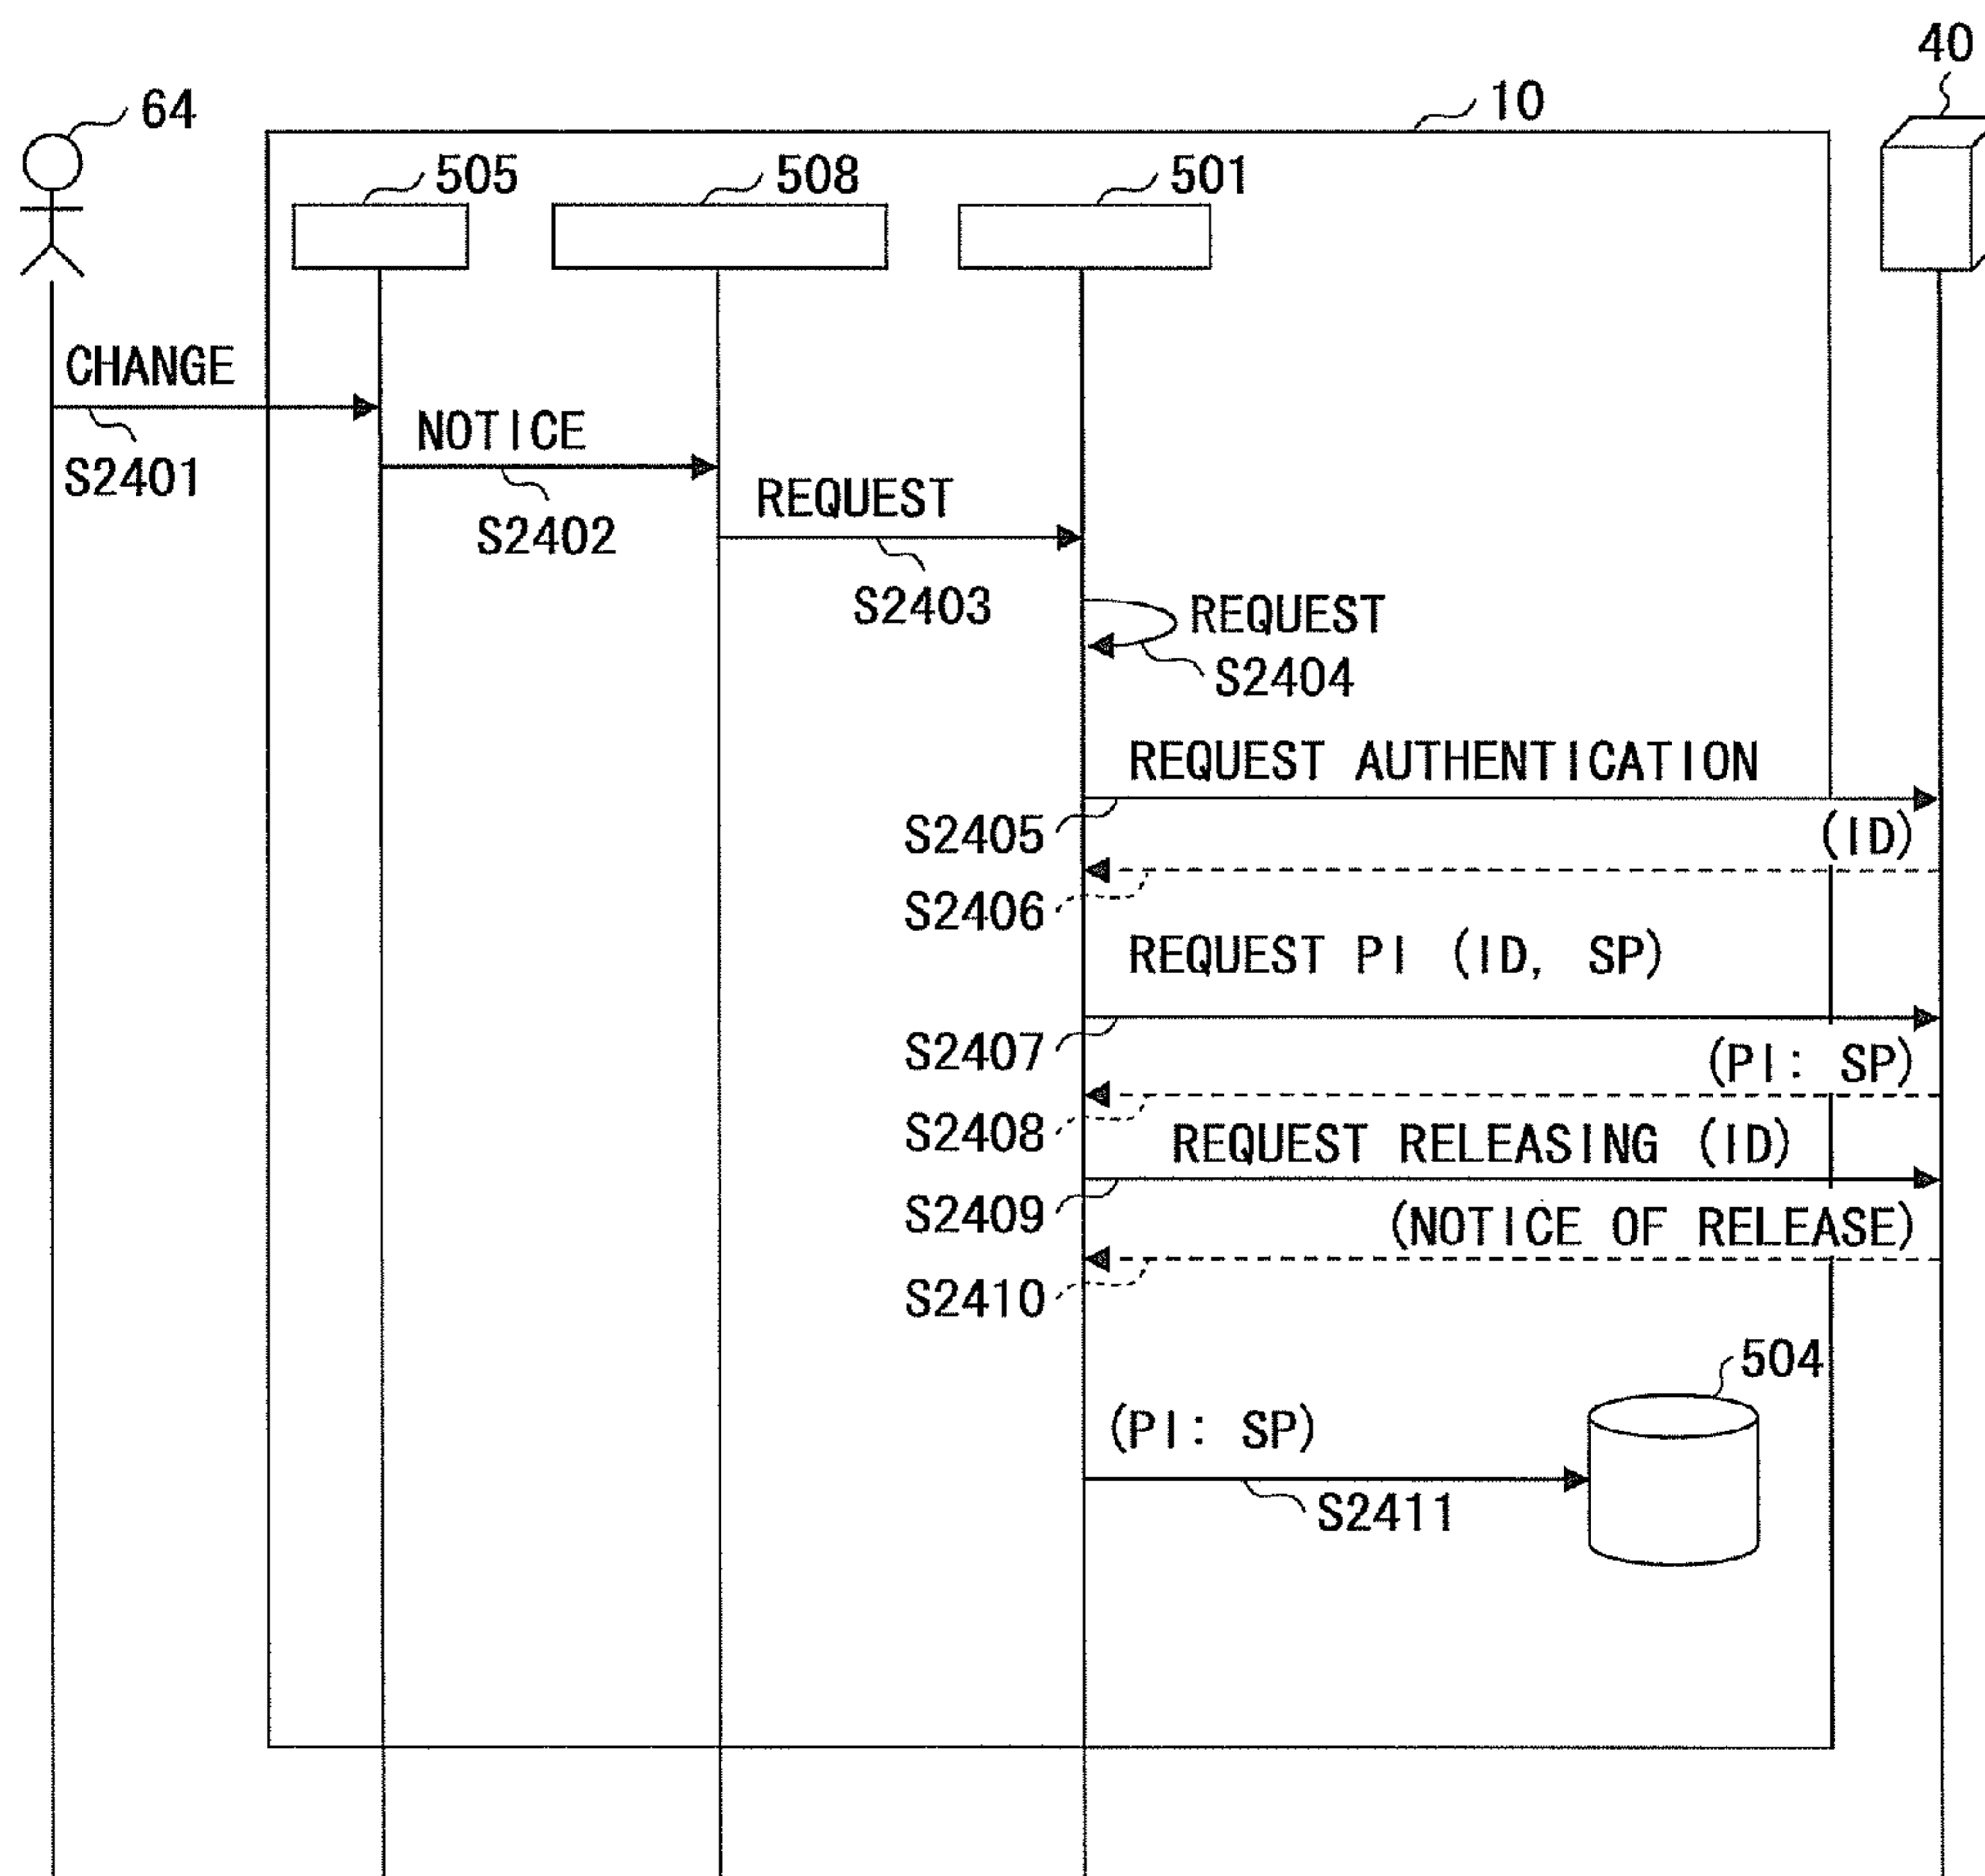 40
64
10
505
508
501
CHANGE
S2401
NOTICE
S2402
REQUEST
S2403
REQUEST
S2404
REQUEST AUTHENTICATION
S2405
(ID)
S2406
REQUEST PI (ID, SP)
S2407
(PI: SP)
S2408
REQUEST RELEASING (ID)
S2409
(NOTICE OF RELEASE)
S2410
504
(PI: SP)
S2411